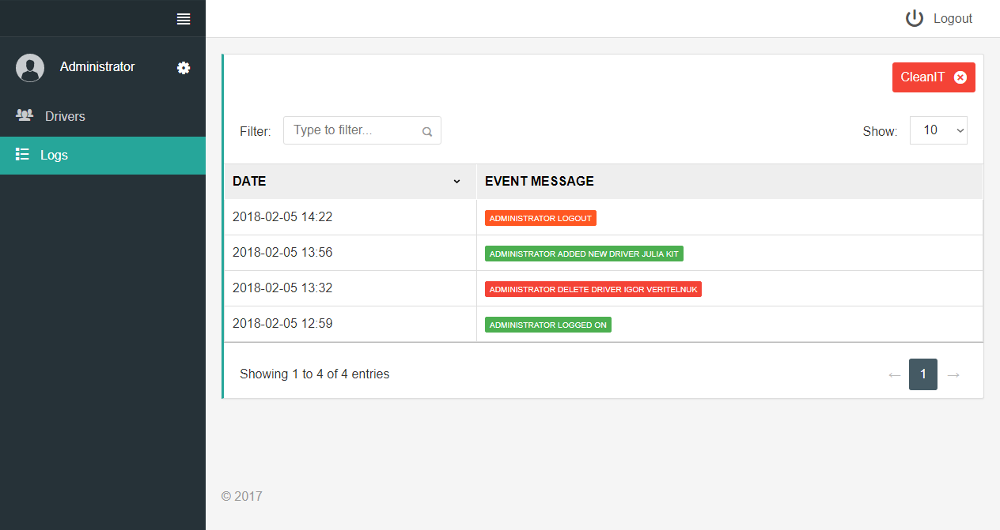 Logout
Administrator
CleanIT
Drivers
Logs
Filter: Type to filter... Show: 10
DATE EVENT MESSAGE
2018-02-05 14:22 ADMINISTRATOR LOGOUT
2018-02-05 13:56 ADMINISTRATOR ADDED NEW DRIVER JULIA KIT
2018-02-05 13:32 ADMINISTRATOR DELETE DRIVER IGOR VERITELNUK
2018-02-05 12:59 ADMINISTRATOR LOGGED ON
Showing 1 to 4 of 4 entries ← 1 →
© 2017